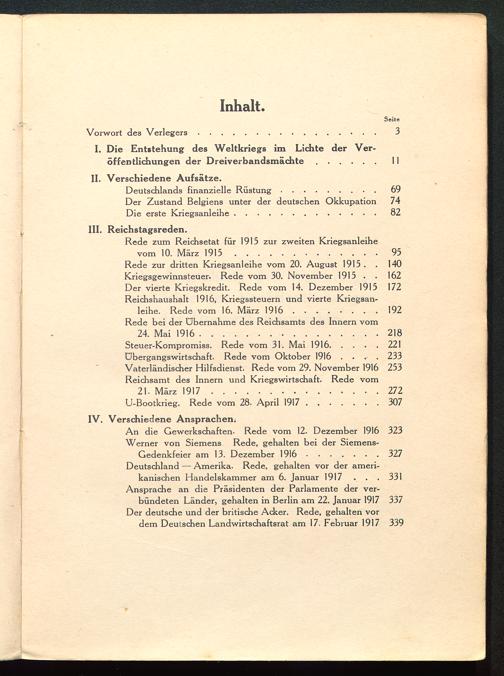 Inhalt.
Seite
Vorwort des Verlegers . . . . . . . . . . . . . 3
I. Die Entstehung des Weltkriegs im Lichte der Ver-
öffentlichungen der Dreiverbandsmächte . . . . . . 11
II. Verschiedene Aufsätze.
Deutschlands finanzielle Rüstung . . . . . . . . . 69
Der Zustand Belgiens unter der deutschen Okkupation 74
Die erste Kriegsanleihe . . . . . . . . . . . . . 82
III. Reichstagsreden.
Rede zum Reichsetat für 1915 zur zweiten Kriegsanleihe
vom 10. März 1915 . . . . . . . . . . . . . 95
Rede zur dritten Kriegsanleihe vom 20. August 1915 . . 140
Kriegsgewinnsteuer. Rede vom 30. November 1915 . . 162
Der vierte Kriegskredit. Rede vom 14. Dezember 1915 172
Reichshaushalt 1916, Kriegssteuern und vierte Kriegsan-
leihe. Rede vom 16. März 1916 . . . . . . . . 192
Rede bei der Übernahme des Reichsamts des Innern vom
24. Mai 1916 . . . . . . . . . . . . . . . . 218
Steuer-Kompromiss. Rede vom 31. Mai 1916. . . . . 221
Übergangswirtschaft. Rede vom Oktober 1916 . . . . 233
Vaterländischer Hilfsdienst. Rede vom 29. November 1916 253
Reichsamt des Innern und Kriegswirtschaft. Rede vom
21. März 1917 . . . . . . . . . . . . . . . 272
U-Bootkrieg. Rede vom 28. April 1917 . . . . . . . 307
IV. Verschiedene Ansprachen.
An die Gewerkschaften. Rede vom 12. Dezember 1916 323
Werner von Siemens Rede, gehalten bei der Siemens-
Gedenkfeier am 13. Dezember 1916 . . . . . . . 327
Deutschland — Amerika. Rede, gehalten vor der ameri-
kanischen Handelskammer am 6. Januar 1917 . . . 331
Ansprache an die Präsidenten der Parlamente der ver-
bündeten Länder, gehalten in Berlin am 22. Januar 1917 337
Der deutsche und der britische Acker. Rede, gehalten vor
dem Deutschen Landwirtschaftsrat am 17. Februar 1917 339